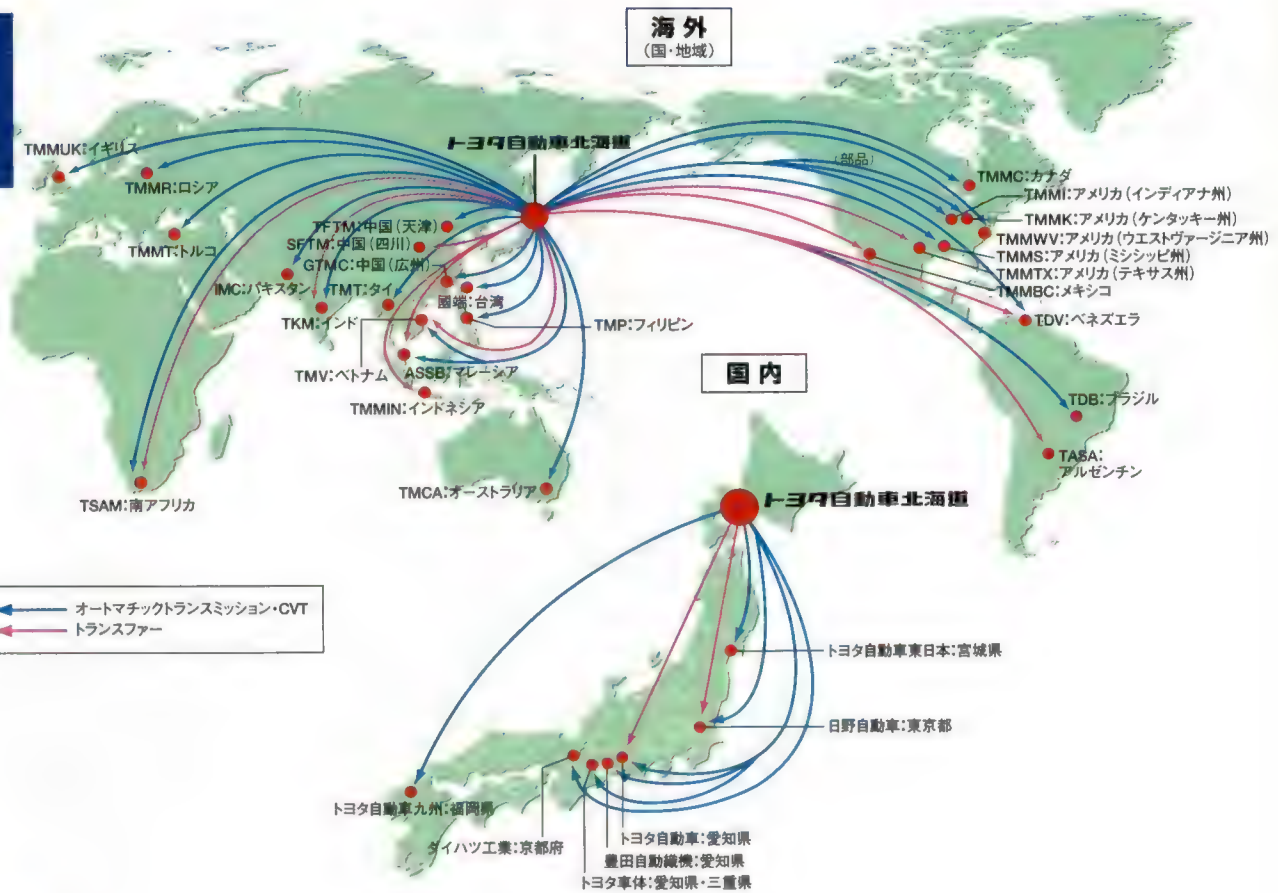 海外
(国・地域)
トヨタ自動車北海道
(部品)
TMMUK:イギリス
TMMR:ロシア
TMMT:トルコ
TFTM:中国(天津)
SFTM:中国(四川)
GTMC:中国(広州)
IMC:パキスタン
TMT:タイ
國瑞:台湾
TKM:インド
TMP:フィリピン
TMV:ベトナム
ASSB:マレーシア
TMMIN:インドネシア
TSAM:南アフリカ
TMCA:オーストラリア
TMMC:カナダ
TMMI:アメリカ(インディアナ州)
TMMK:アメリカ(ケンタッキー州)
TMMWV:アメリカ(ウエストヴァージニア州)
TMMS:アメリカ(ミシシッピ州)
TMMTX:アメリカ(テキサス州)
TMMBC:メキシコ
TDV:ベネズエラ
TDB:ブラジル
TASA:
アルゼンチン
国内
トヨタ自動車北海道
トヨタ自動車東日本:宮城県
日野自動車:東京都
トヨタ自動車九州:福岡県
ダイハツ工業:京都府
トヨタ自動車:愛知県
豊田自動織機:愛知県
トヨタ車体:愛知県・三重県
オートマチックトランスミッション・CVT
トランスファー